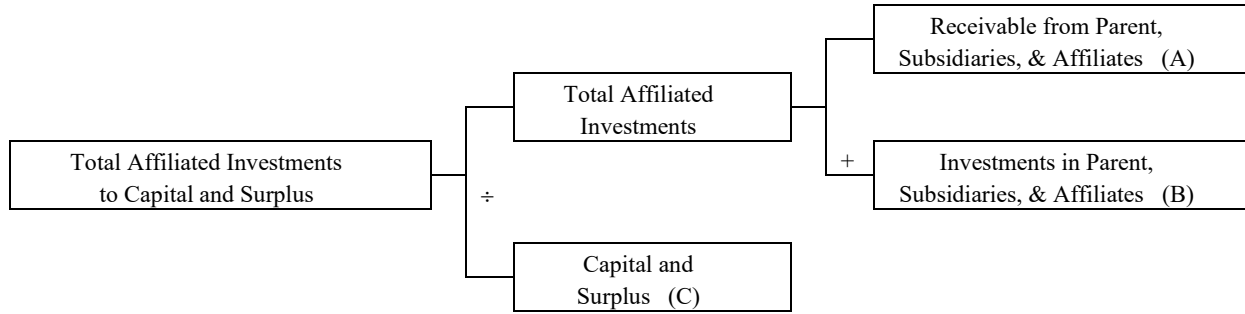 Receivable from Parent,
Subsidiaries, & Affiliates (A)
Total Affiliated
Investments
Total Affiliated Investments
to Capital and Surplus
+
Investments in Parent,
Subsidiaries, & Affiliates (B)
÷
Capital and
Surplus (C)